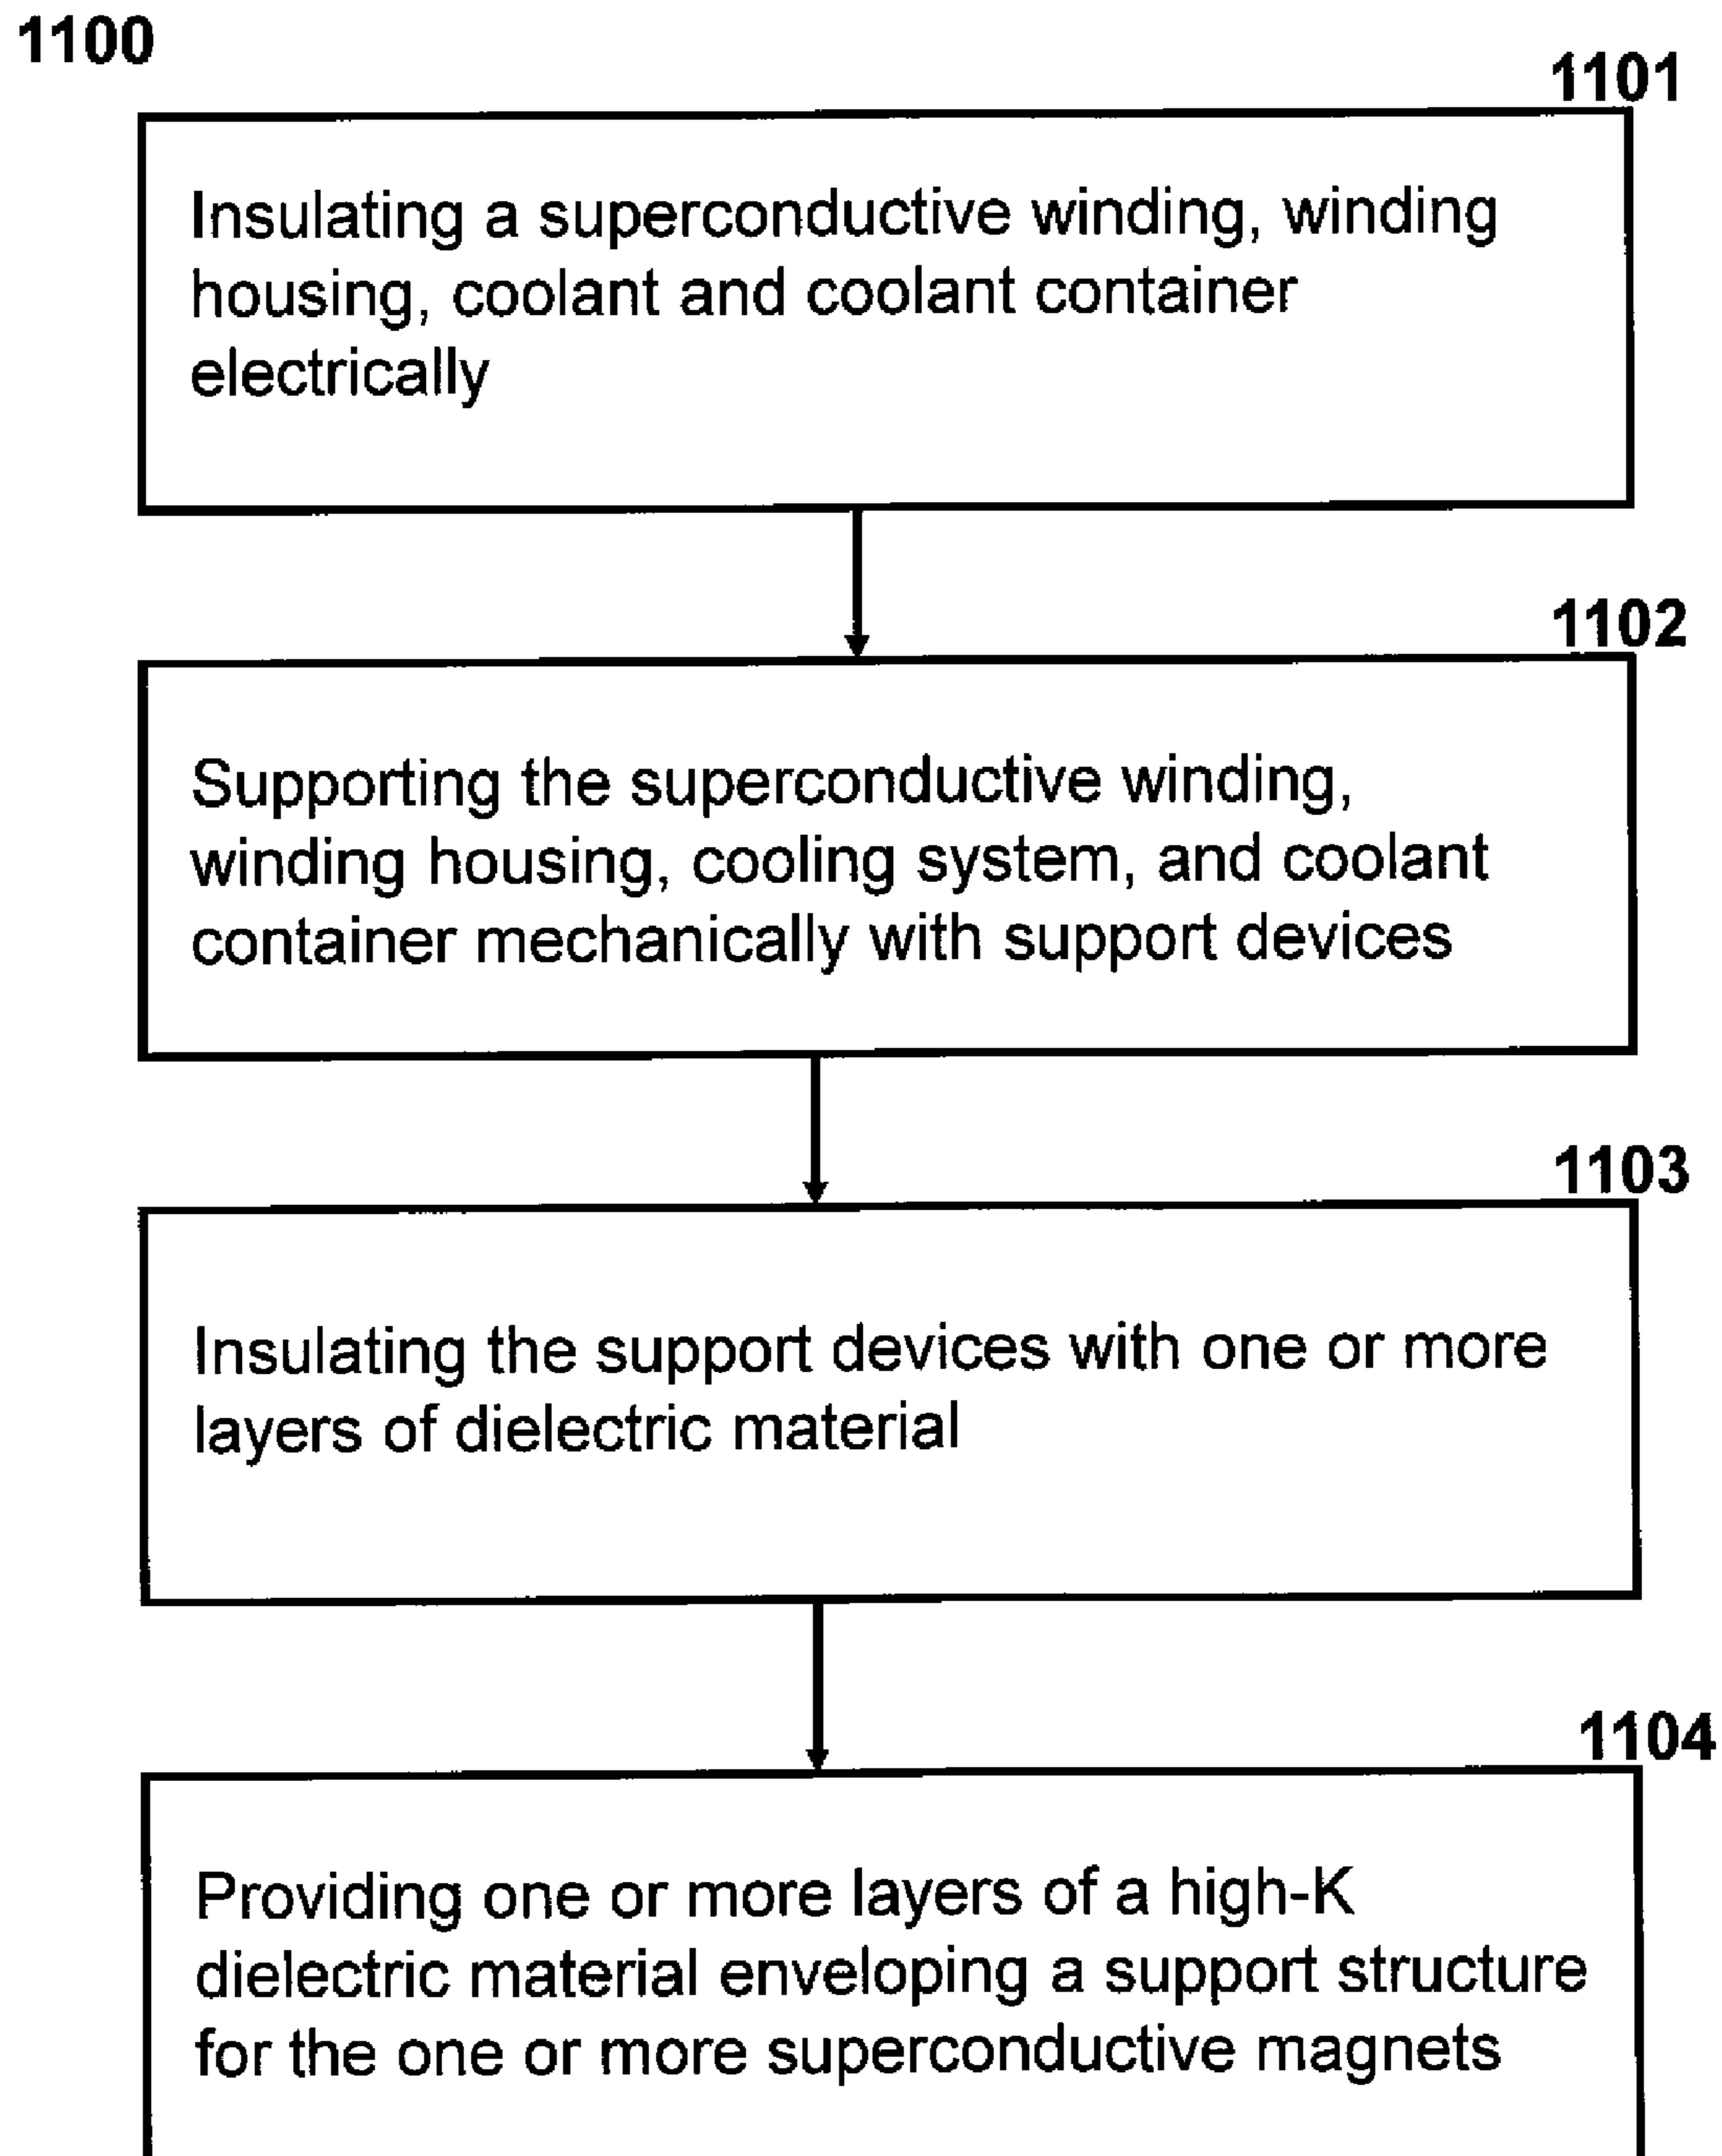 1100
1101
Insulating a superconductive winding, winding
housing, coolant and coolant container
electrically
1102
Supporting the superconductive winding,
winding housing, cooling system, and coolant
container mechanically with support devices
1103
Insulating the support devices with one or more
layers of dielectric material
1104
Providing one or more layers of a high-K
dielectric material enveloping a support structure
for the one or more superconductive magnets